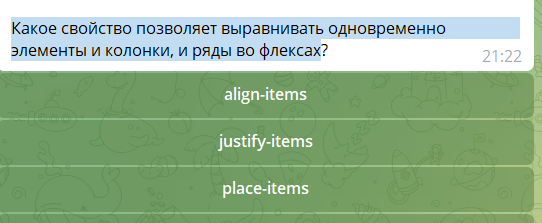 Какое свойство позволяет выравнивать одновременно
элементы и колонки, и ряды во флексах?
21:22
align-items
justify-items
place-items